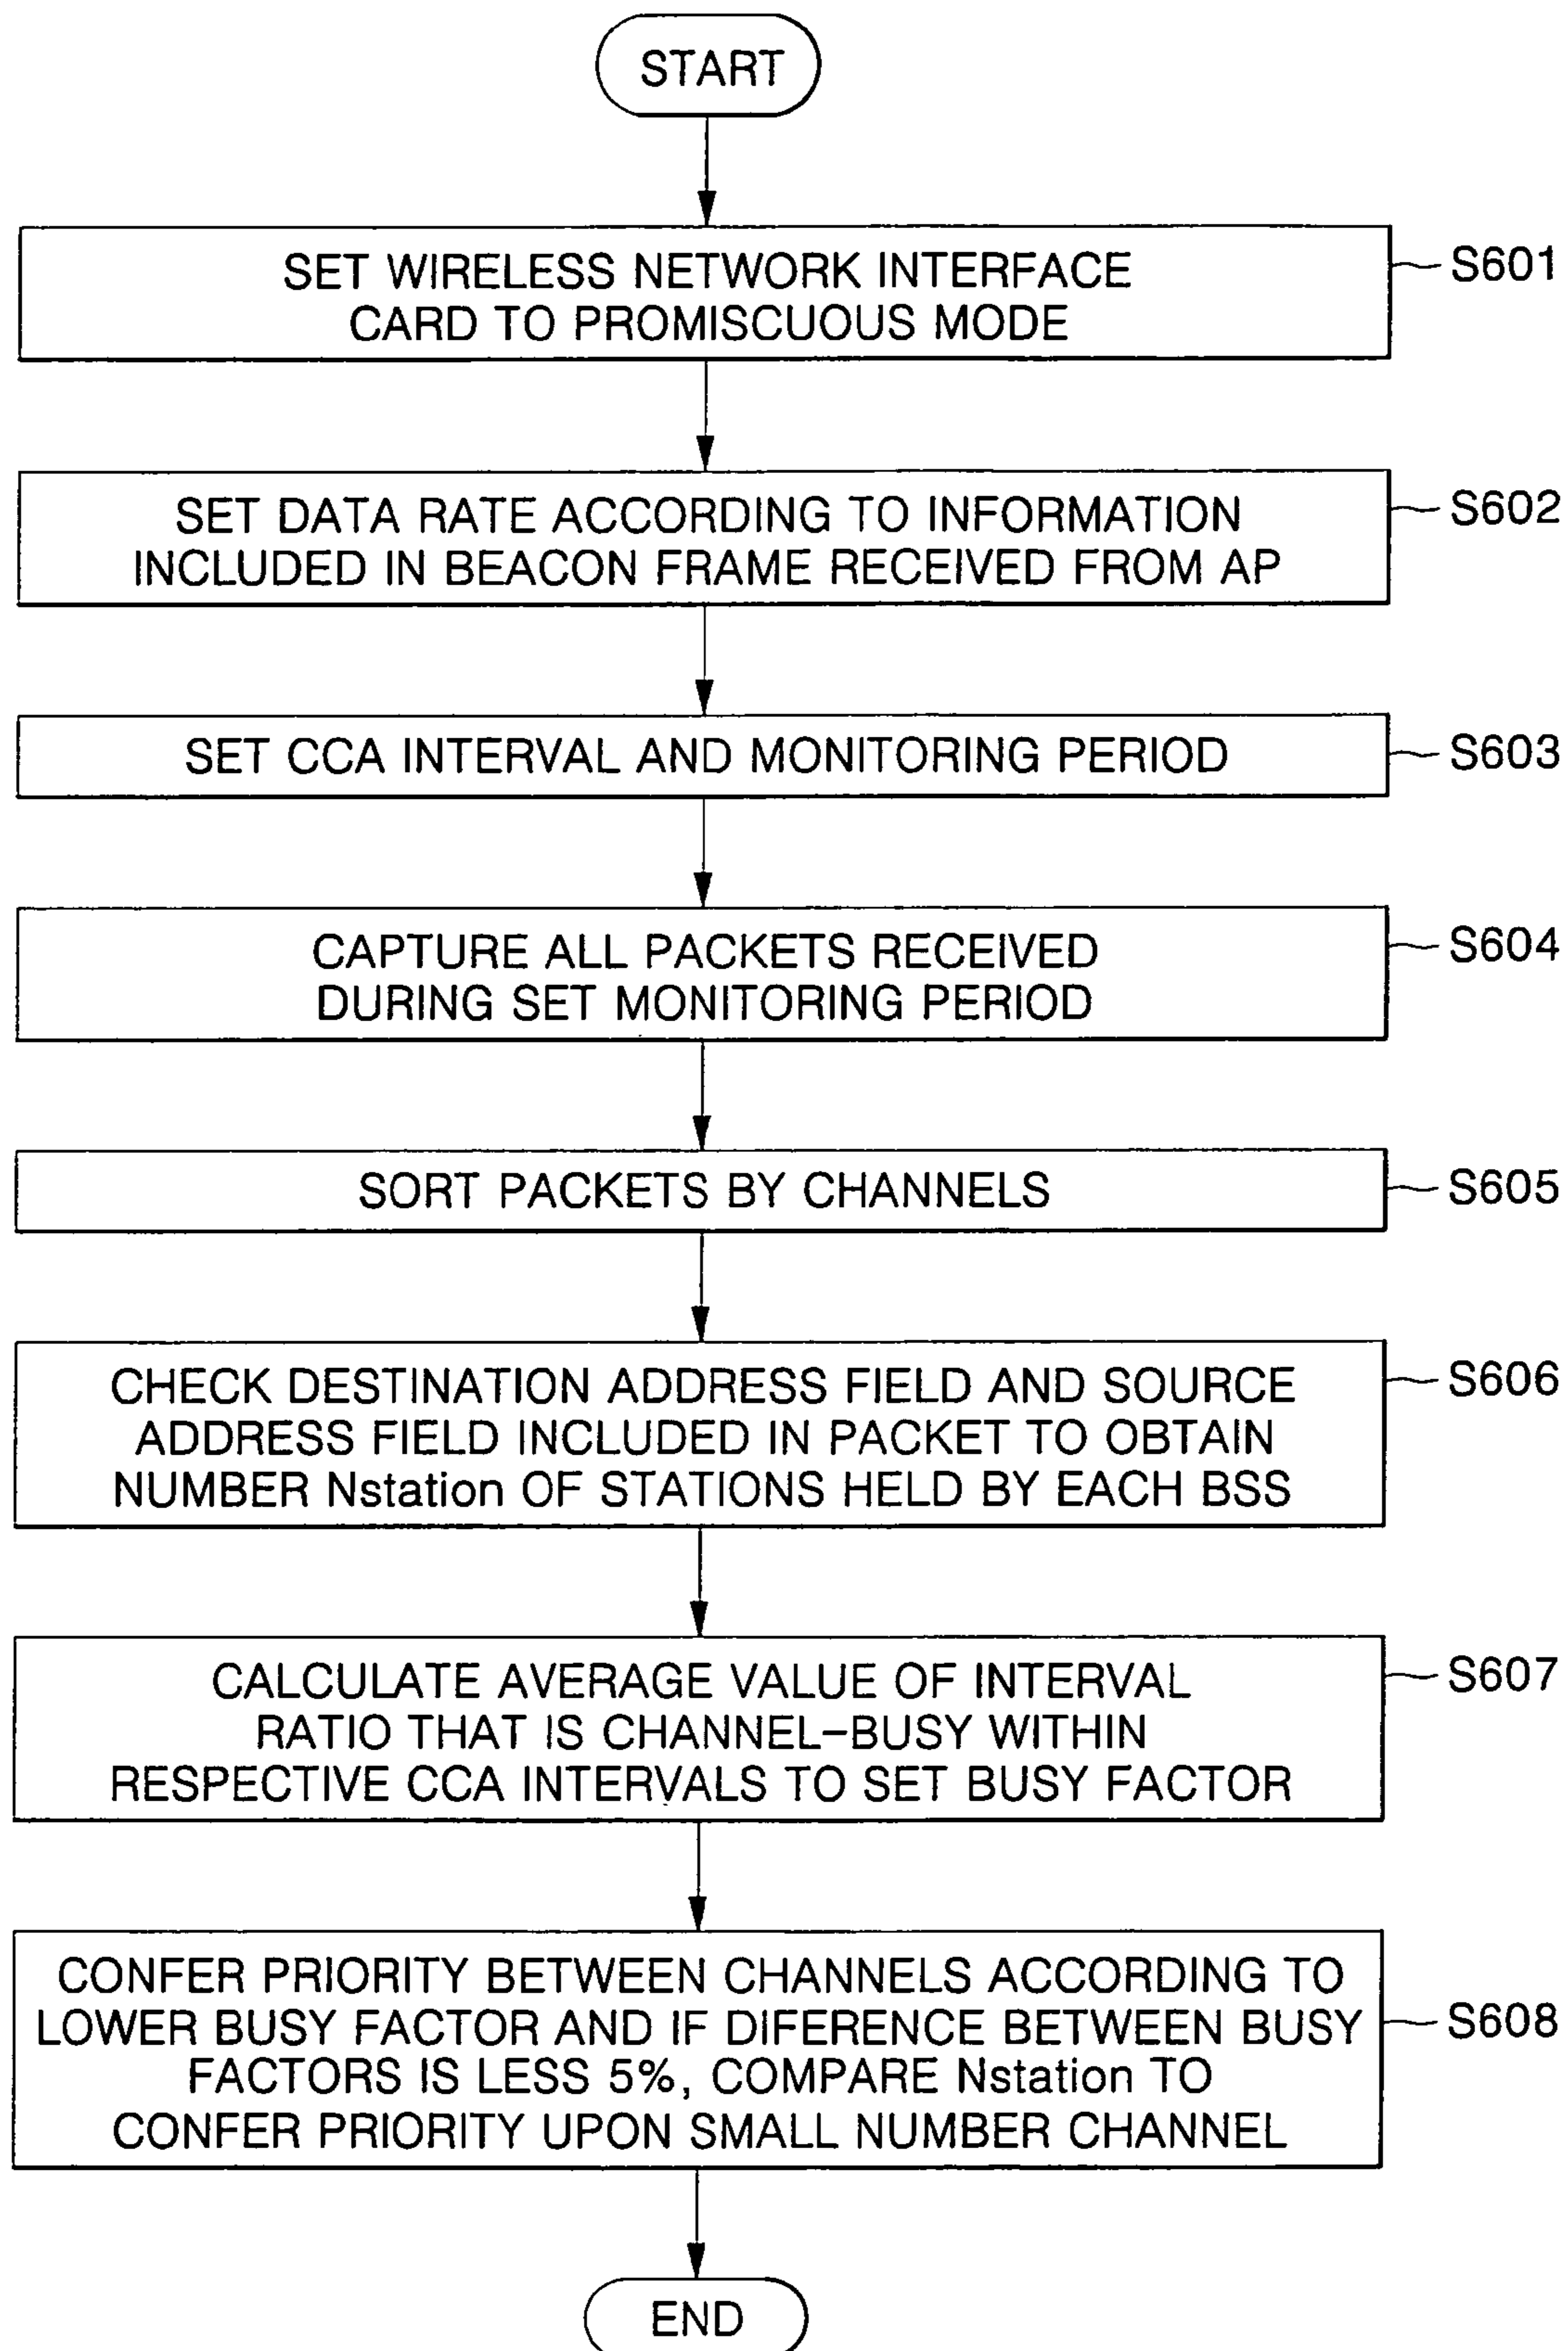 START
SET WIRELESS NETWORK INTERFACE
CARD TO PROMISCUOUS MODE
S601
SET DATA RATE ACCORDING TO INFORMATION
INCLUDED IN BEACON FRAME RECEIVED FROM AP
S602
SET CCA INTERVAL AND MONITORING PERIOD
S603
CAPTURE ALL PACKETS RECEIVED
DURING SET MONITORING PERIOD
S604
SORT PACKETS BY CHANNELS
S605
CHECK DESTINATION ADDRESS FIELD AND SOURCE
ADDRESS FIELD INCLUDED IN PACKET TO OBTAIN
NUMBER Nstation OF STATIONS HELD BY EACH BSS
S606
CALCULATE AVERAGE VALUE OF INTERVAL
RATIO THAT IS CHANNEL-BUSY WITHIN
RESPECTIVE CCA INTERVALS TO SET BUSY FACTOR
S607
CONFER PRIORITY BETWEEN CHANNELS ACCORDING TO
LOWER BUSY FACTOR AND IF DIFERENCE BETWEEN BUSY
FACTORS IS LESS 5%, COMPARE Nstation TO
CONFER PRIORITY UPON SMALL NUMBER CHANNEL
S608
END